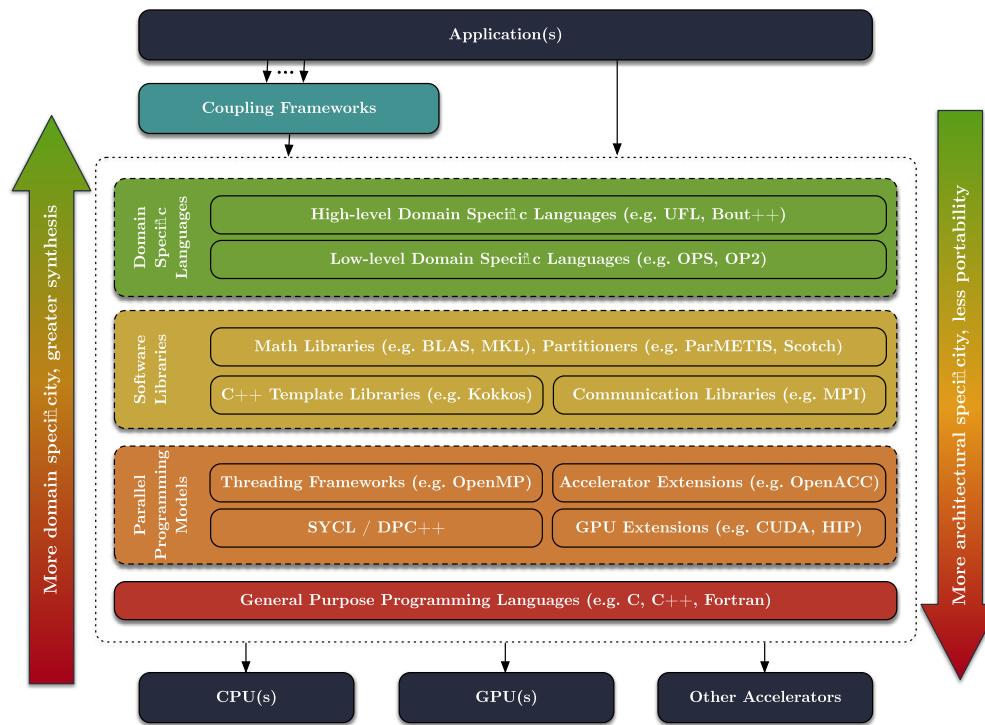 Application(s)
...
Coupling Frameworks
More domain specificity, greater synthesis
More architectural specificity, less portability
Domain
Specific
Languages
High-level Domain Specific Languages (e.g. UFL, Bout++)
Low-level Domain Specific Languages (e.g. OPS, OP2)
Software
Libraries
Math Libraries (e.g. BLAS, MKL), Partitioners (e.g. ParMETIS, Scotch)
C++ Template Libraries (e.g. Kokkos)
Communication Libraries (e.g. MPI)
Parallel
Programming
Models
Threading Frameworks (e.g. OpenMP)
Accelerator Extensions (e.g. OpenACC)
SYCL / DPC++
GPU Extensions (e.g. CUDA, HIP)
General Purpose Programming Languages (e.g. C, C++, Fortran)
CPU(s)
GPU(s)
Other Accelerators